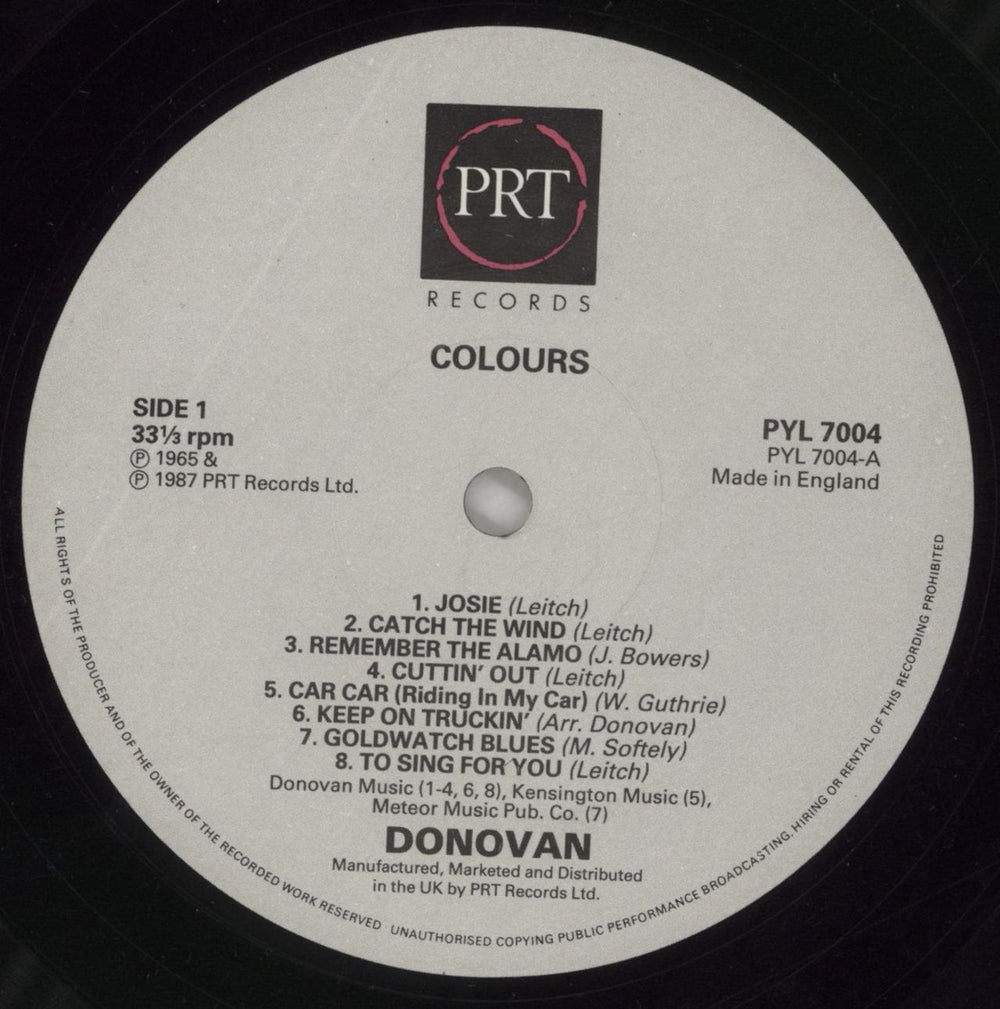 PRT
RECORDS
COLOURS
SIDE 1
33⅓ rpm
℗ 1965 &
℗ 1987 PRT Records Ltd.
PYL 7004
PYL 7004-A
Made in England
1. JOSIE (Leitch)
2. CATCH THE WIND (Leitch)
3. REMEMBER THE ALAMO (J. Bowers)
4. CUTTIN' OUT (Leitch)
5. CAR CAR (Riding In My Car) (W. Guthrie)
6. KEEP ON TRUCKIN' (Arr. Donovan)
7. GOLDWATCH BLUES (M. Softely)
8. TO SING FOR YOU (Leitch)
Donovan Music (1-4, 6, 8), Kensington Music (5),
Meteor Music Pub. Co. (7)
DONOVAN
Manufactured, Marketed and Distributed
in the UK by PRT Records Ltd.
ALL RIGHTS OF THE PRODUCER AND OF THE OWNER OF THE RECORDED WORK RESERVED UNAUTHORISED COPYING PUBLIC PERFORMANCE BROADCASTING, HIRING OR RENTAL OF THIS RECORDING PROHIBITED